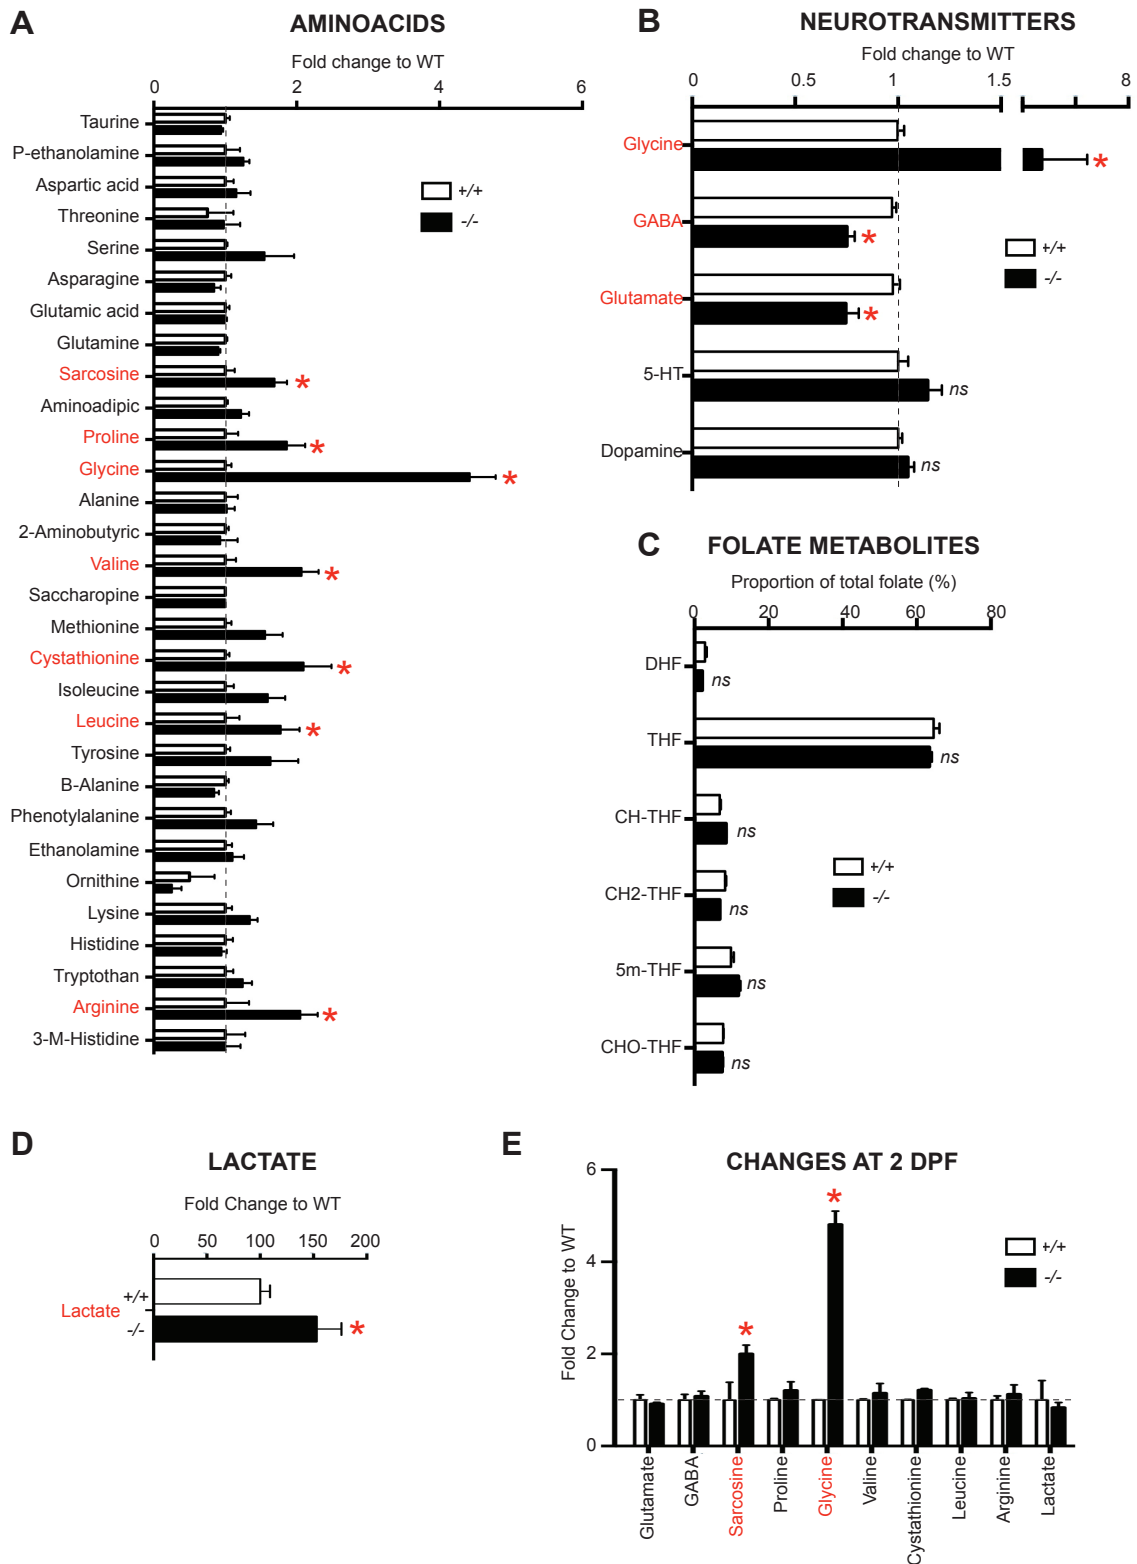 A
AMINOACIDS
Fold change to WT
0 2 4 6
Taurine
P-ethanolamine
Aspartic acid
Threonine
Serine
Asparagine
Glutamic acid
Glutamine
Sarcosine *
Aminoadipic
Proline *
Glycine *
Alanine
2-Aminobutyric
Valine *
Saccharopine
Methionine
Cystathionine *
Isoleucine
Leucine *
Tyrosine
B-Alanine
Phenotylalanine
Ethanolamine
Ornithine
Lysine
Histidine
Tryptothan
Arginine *
3-M-Histidine
+/+
-/-
B
NEUROTRANSMITTERS
Fold change to WT
0 0.5 1 1.5 8
Glycine *
GABA *
Glutamate *
5-HT ns
Dopamine ns
+/+
-/-
C
FOLATE METABOLITES
Proportion of total folate (%)
0 20 40 60 80
DHF ns
THF ns
CH-THF ns
CH2-THF ns
5m-THF ns
CHO-THF ns
+/+
-/-
D
LACTATE
Fold Change to WT
0 50 100 150 200
+/+
Lactate
-/- *
E
CHANGES AT 2 DPF
Fold Change to WT
6
4
2
0
* *
+/+
-/-
Glutamate
GABA
Sarcosine
Proline
Glycine
Valine
Cystathionine
Leucine
Arginine
Lactate